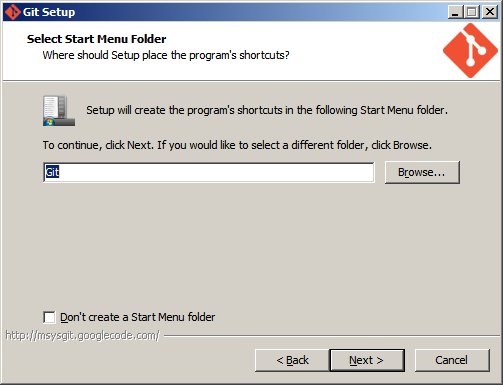 Git Setup
Select Start Menu Folder
Where should Setup place the program's shortcuts?
Setup will create the program's shortcuts in the following Start Menu folder.
To continue, click Next. If you would like to select a different folder, click Browse.
Git
Browse...
Don't create a Start Menu folder
http://msysgit.googlecode.com/
< Back
Next >
Cancel